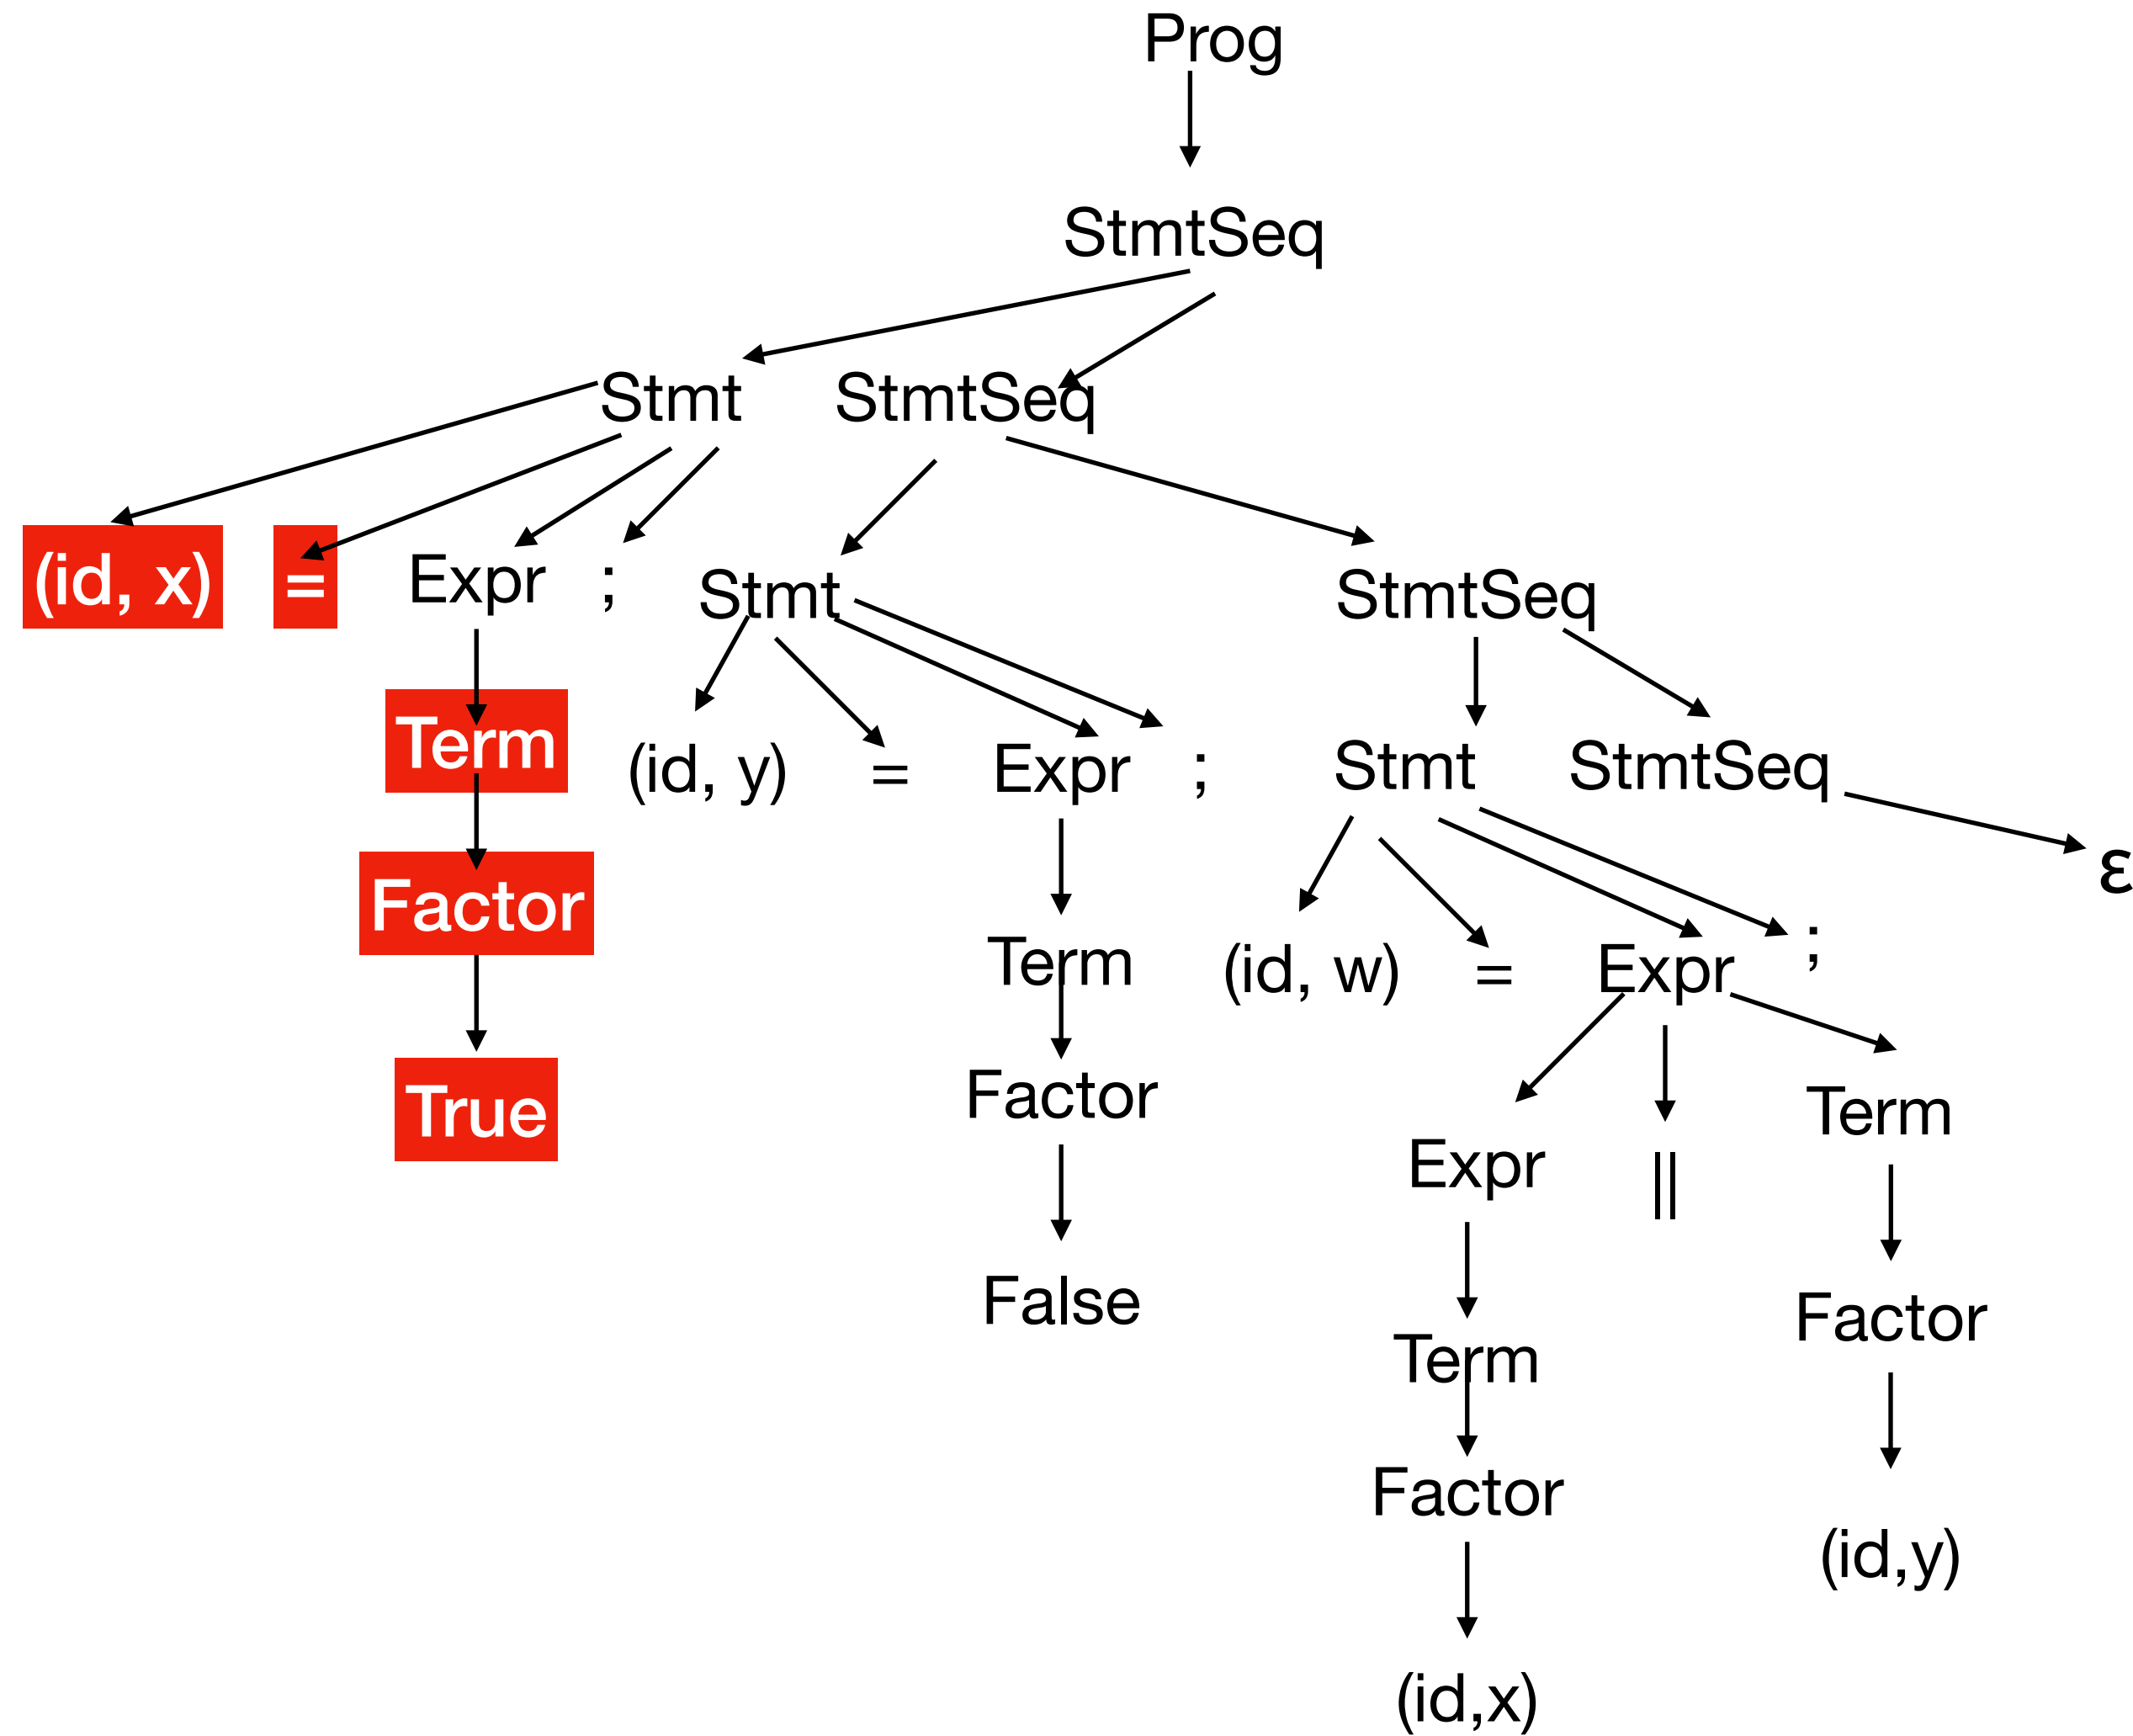 Prog
StmtSeq
Stmt StmtSeq
(id, x) = Expr ; Stmt StmtSeq
Term (id, y) = Expr ; Stmt StmtSeq
ε
Factor Term (id, w) = Expr ;
True Factor Expr || Term
False Term Factor
Factor (id,y)
(id,x)